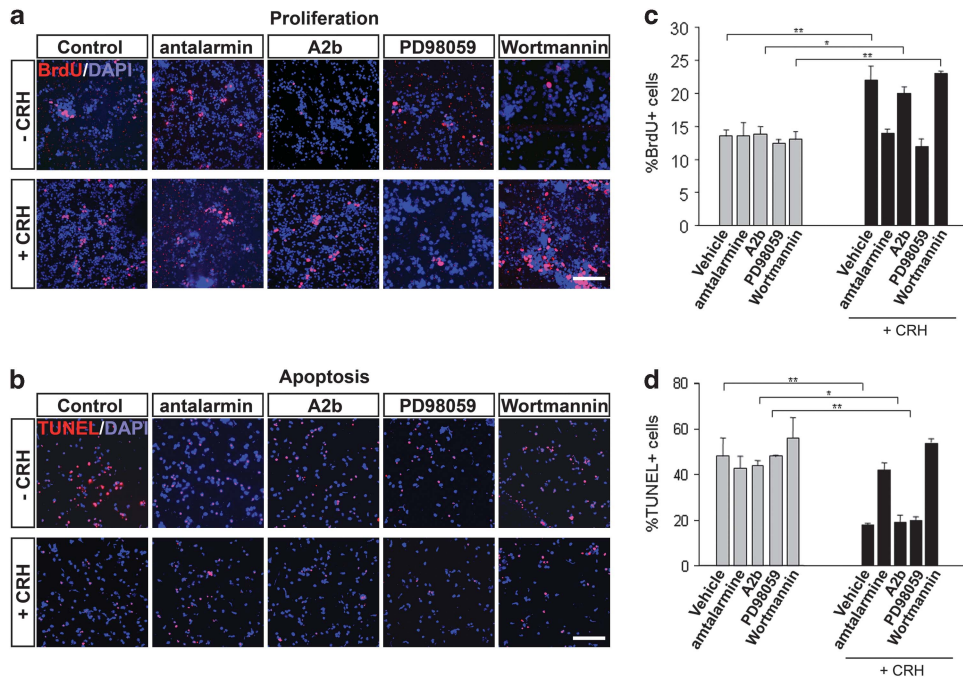 a
Proliferation
Control antalarmin A2b PD98059 Wortmannin
BrdU/DAPI
- CRH
+ CRH
b
Apoptosis
Control antalarmin A2b PD98059 Wortmannin
TUNEL/DAPI
- CRH
+ CRH
c
%BrdU+ cells
30
25
20
15
10
5
0
**
*
**
Vehicle
amtalarmine
A2b
PD98059
Wortmannin
Vehicle
amtalarmine
A2b
PD98059
Wortmannin
+ CRH
d
%TUNEL+ cells
80
60
40
20
0
**
*
**
Vehicle
amtalarmine
A2b
PD98059
Wortmannin
Vehicle
amtalarmine
A2b
PD98059
Wortmannin
+ CRH